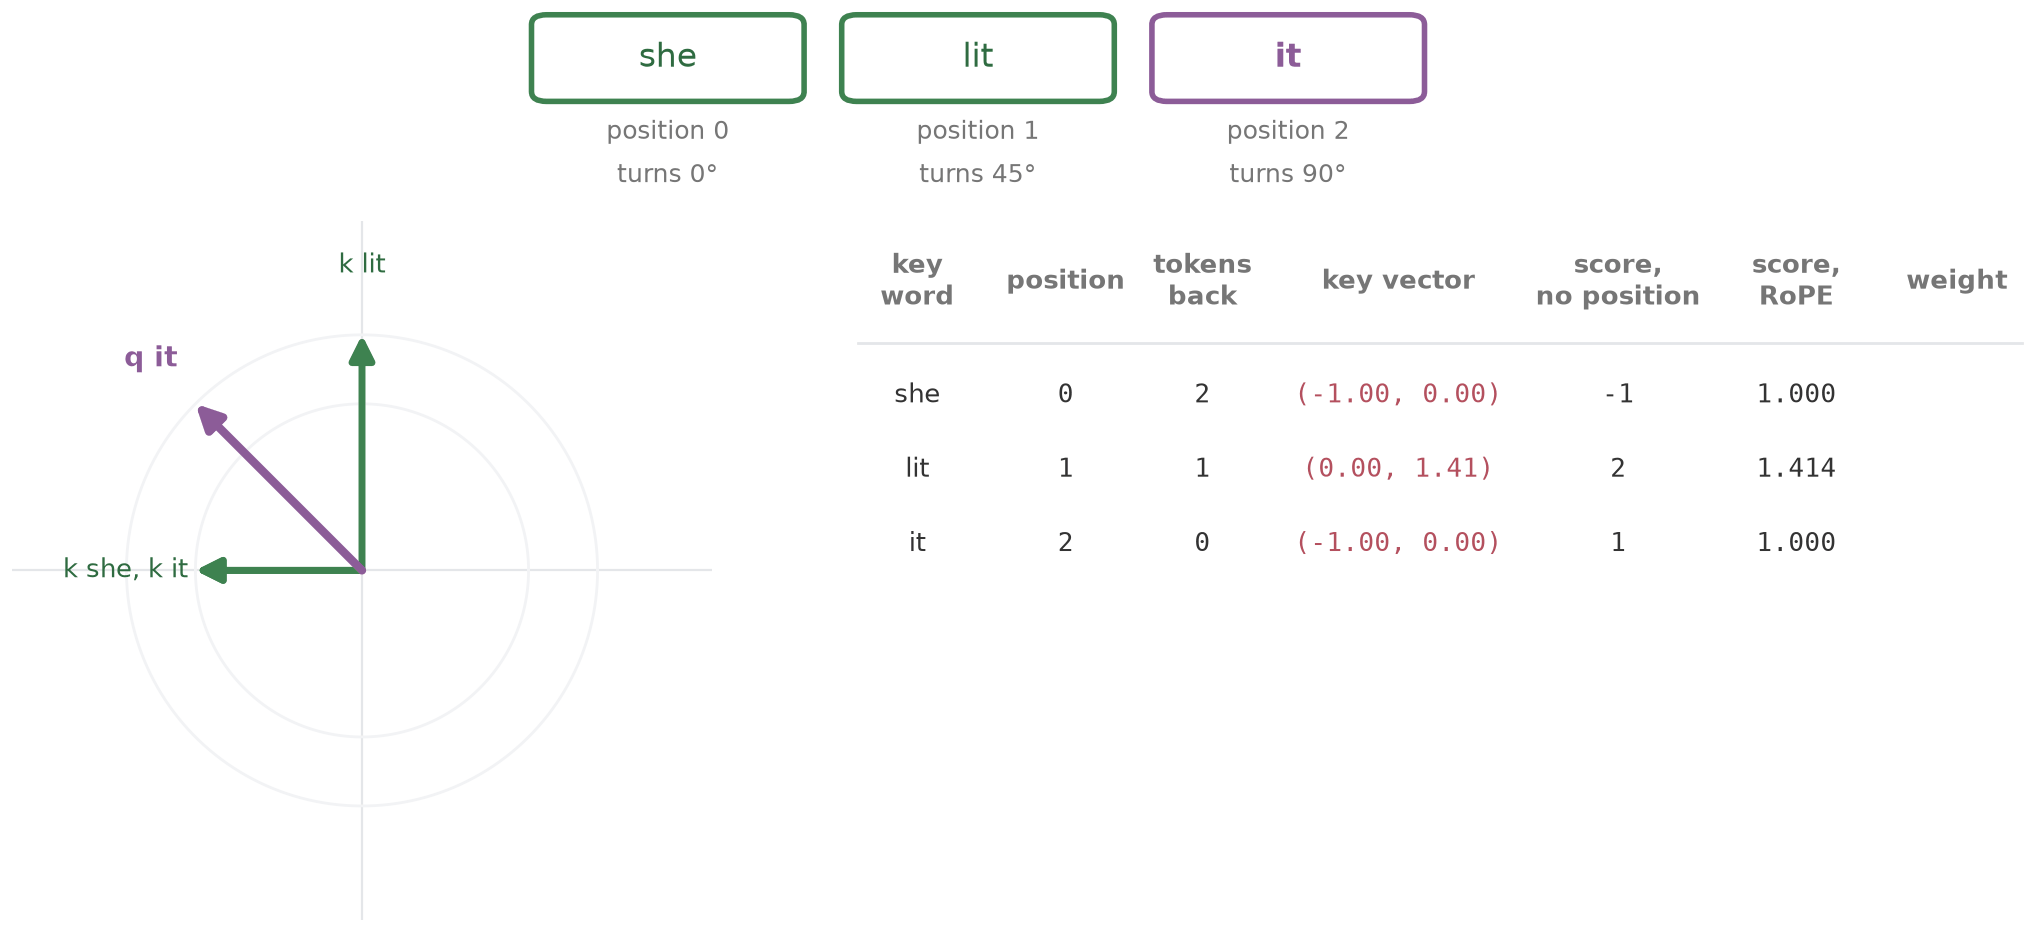 she
lit
it
position 0
position 1
position 2
turns 0°
turns 45°
turns 90°
k lit
q it
k she, k it
key word
position
tokens back
key vector
score, no position
score, RoPE
weight
she 0 2 (-1.00, 0.00) -1 1.000
lit 1 1 (0.00, 1.41) 2 1.414
it 2 0 (-1.00, 0.00) 1 1.000